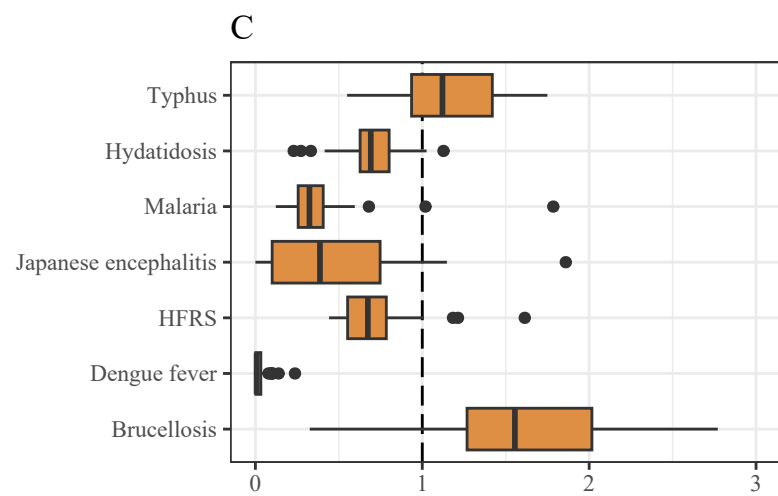 C
Typhus
Hydatidosis
Malaria
Japanese encephalitis
HFRS
Dengue fever
Brucellosis
0 1 2 3